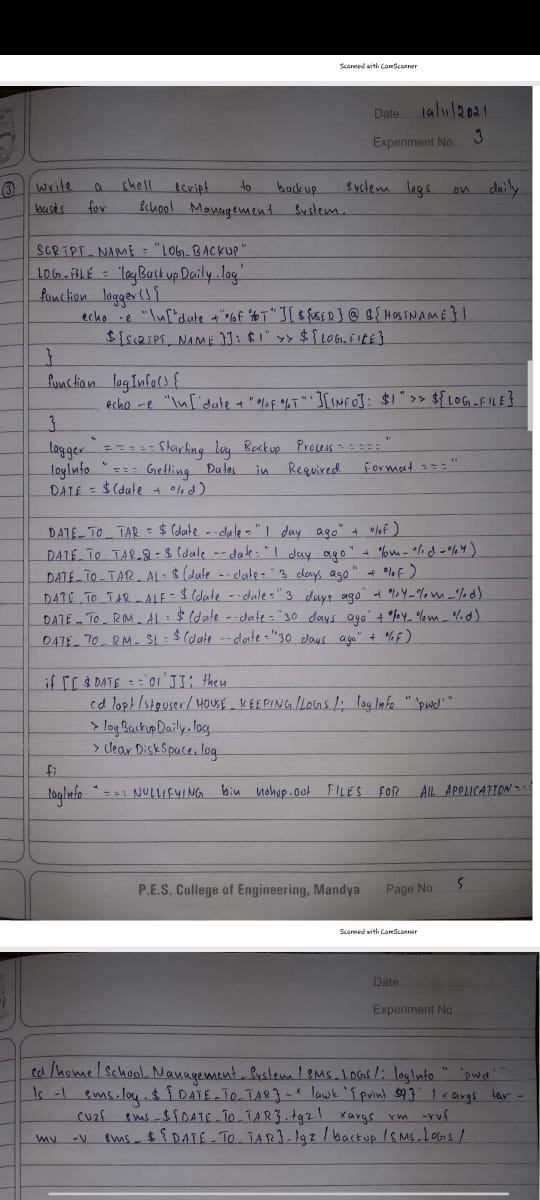 Scanned with CamScanner
Date 19/11/2021
Experiment No. 3
③ Write a shell script to backup system logs on daily
basis for School Management System.
SCRIPT_NAME = "LOG_BACKUP"
LOG_FILE = 'logBackupDaily.log'
function logger(){
echo -e "\n[`date +"%F %T"`][${USER}@${HOSTNAME}|
${SCRIPT_NAME}]: $1" >> ${LOG_FILE}
}
function logInfo() {
echo -e "\n[`date +"%F %T"`][INFO]: $1" >> ${LOG_FILE}
}
logger "===== Starting Log Backup Process ====="
logInfo "=== Getting Dates in Required Format ==="
DATE = $(date + %d)
DATE_TO_TAR = $(date --date="1 day ago" + %F)
DATE_TO_TAR_2 = $(date --date="1 day ago" + %m-%d-%Y)
DATE_TO_TAR_AL = $(date --date="3 days ago" + %F)
DATE_TO_TAR_ALF = $(date --date="3 days ago" + %Y-%m_%d)
DATE_TO_RM_AL = $(date --date="30 days ago" + %Y_%m_%d)
DATE_TO_RM_SL = $(date --date="30 days ago" + %F)
if [[ $DATE == '01' ]]; then
cd /opt/stpuser/HOUSE_KEEPING/LOGS/; logInfo "`pwd`"
> logBackupDaily.log
> clearDiskSpace.log
fi
logInfo "=== NULLIFYING bin nohup.out FILES FOR ALL APPLICATION ===
P.E.S. College of Engineering, Mandya Page No. 5
Scanned with CamScanner
Date
Experiment No.
cd /home/School_Management_System/SMS_LOGS/; logInfo "`pwd`"
ls -l sms.log.${DATE_TO_TAR}-* |awk '{print $9}' | xargs tar -
cvzf sms_${DATE_TO_TAR}.tgz| xargs rm -rvf
mv -v sms_${DATE_TO_TAR}.tgz /backup/SMS_LOGS/